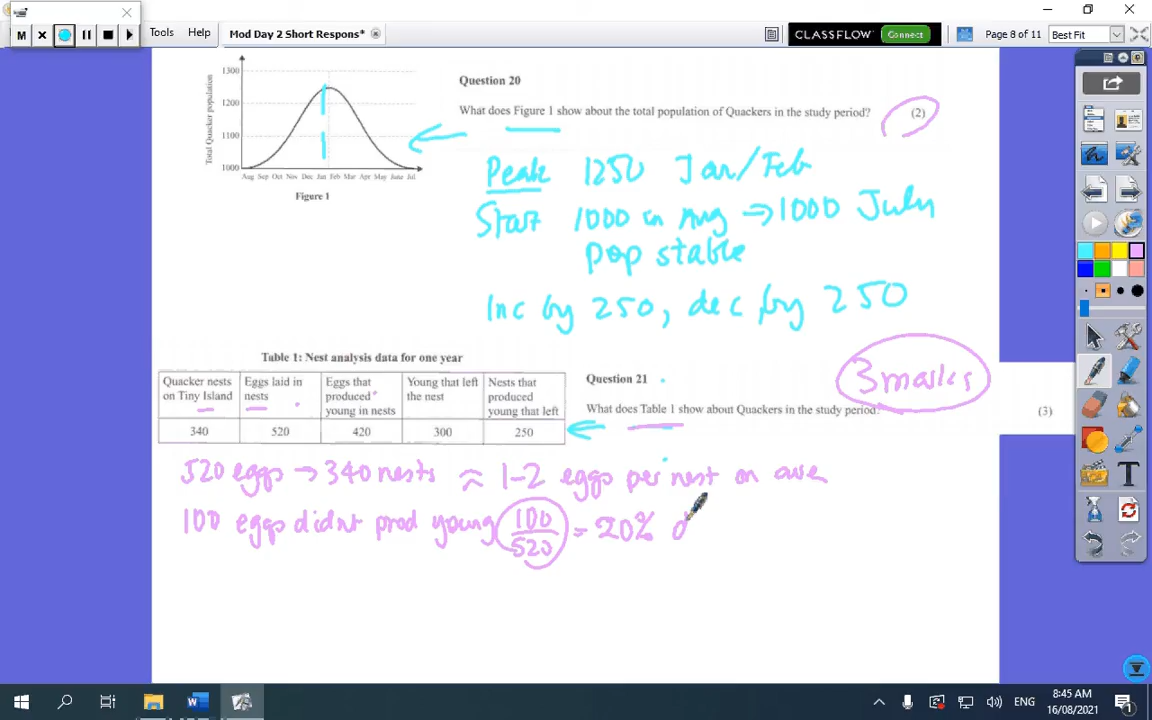 M
Tools Help Mod Day 2 Short Respons*
CLASSFLOW Connect
Page 8 of 11 Best Fit
1300
1200
1100
1000
Total Quacker population
Aug Sep Oct Nov Dec Jan Feb Mar Apr May June Jul
Figure 1
Question 20
What does Figure 1 show about the total population of Quackers in the study period? (2)
Peak 1250 Jan/Feb
Start 1000 in Aug → 1000 July
pop stable
Inc by 250, dec by 250
Table 1: Nest analysis data for one year
Quacker nests on Tiny Island
Eggs laid in nests
Eggs that produced young in nests
Young that left the nest
Nests that produced young that left
340 520 420 300 250
3 marks
Question 21
What does Table 1 show about Quackers in the study period. (3)
520 eggs → 340 nests ≈ 1-2 eggs per nest on ave
100 eggs didnt prod young 100/520 = 20% d
T
W
ENG
8:45 AM
16/08/2021
1